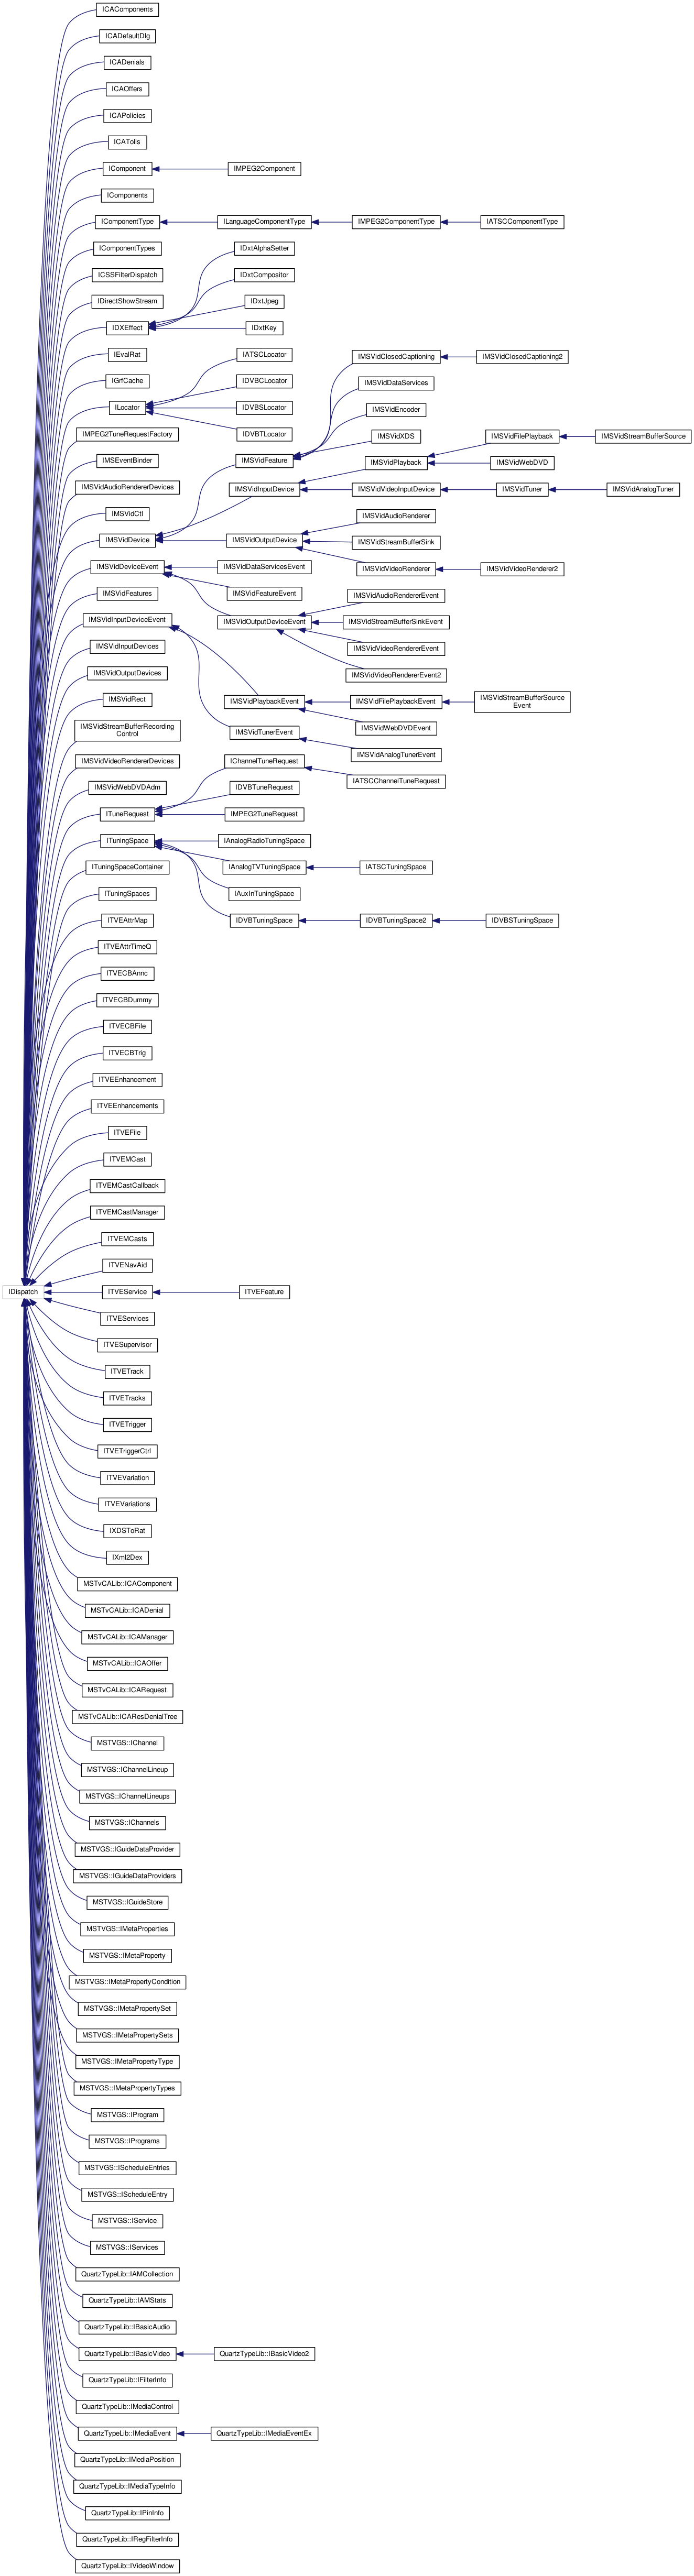 ICAComponents
ICADefaultDlg
ICADenials
ICAOffers
ICAPolicies
ICATolls
IComponent
IMPEG2Component
IComponents
IComponentType
ILanguageComponentType
IMPEG2ComponentType
IATSCComponentType
IComponentTypes
IDxtAlphaSetter
ICSSFilterDispatch
IDxtCompositor
IDirectShowStream
IDxtJpeg
IDXEffect
IDxtKey
IEvalRat
IATSCLocator
IMSVidClosedCaptioning
IMSVidClosedCaptioning2
IGrfCache
IDVBCLocator
IMSVidDataServices
ILocator
IDVBSLocator
IMSVidEncoder
IMPEG2TuneRequestFactory
IDVBTLocator
IMSVidXDS
IMSVidFilePlayback
IMSVidStreamBufferSource
IMSEventBinder
IMSVidFeature
IMSVidPlayback
IMSVidWebDVD
IMSVidAudioRendererDevices
IMSVidInputDevice
IMSVidVideoInputDevice
IMSVidTuner
IMSVidAnalogTuner
IMSVidCtl
IMSVidAudioRenderer
IMSVidDevice
IMSVidOutputDevice
IMSVidStreamBufferSink
IMSVidDeviceEvent
IMSVidDataServicesEvent
IMSVidVideoRenderer
IMSVidVideoRenderer2
IMSVidFeatures
IMSVidFeatureEvent
IMSVidAudioRendererEvent
IMSVidInputDeviceEvent
IMSVidOutputDeviceEvent
IMSVidStreamBufferSinkEvent
IMSVidInputDevices
IMSVidVideoRendererEvent
IMSVidOutputDevices
IMSVidVideoRendererEvent2
IMSVidRect
IMSVidPlaybackEvent
IMSVidFilePlaybackEvent
IMSVidStreamBufferSource
Event
IMSVidStreamBufferRecording
Control
IMSVidTunerEvent
IMSVidWebDVDEvent
IMSVidVideoRendererDevices
IChannelTuneRequest
IMSVidAnalogTunerEvent
IMSVidWebDVDAdm
IDVBTuneRequest
IATSCChannelTuneRequest
ITuneRequest
IMPEG2TuneRequest
ITuningSpace
IAnalogRadioTuningSpace
ITuningSpaceContainer
IAnalogTVTuningSpace
IATSCTuningSpace
ITuningSpaces
IAuxInTuningSpace
ITVEAttrMap
IDVBTuningSpace
IDVBTuningSpace2
IDVBSTuningSpace
ITVEAttrTimeQ
ITVECBAnnc
ITVECBDummy
ITVECBFile
ITVECBTrig
ITVEEnhancement
ITVEEnhancements
ITVEFile
ITVEMCast
ITVEMCastCallback
ITVEMCastManager
ITVEMCasts
ITVENavAid
IDispatch
ITVEService
ITVEFeature
ITVEServices
ITVESupervisor
ITVETrack
ITVETracks
ITVETrigger
ITVETriggerCtrl
ITVEVariation
ITVEVariations
IXDSToRat
IXml2Dex
MSTvCALib::ICAComponent
MSTvCALib::ICADenial
MSTvCALib::ICAManager
MSTvCALib::ICAOffer
MSTvCALib::ICARequest
MSTvCALib::ICAResDenialTree
MSTVGS::IChannel
MSTVGS::IChannelLineup
MSTVGS::IChannelLineups
MSTVGS::IChannels
MSTVGS::IGuideDataProvider
MSTVGS::IGuideDataProviders
MSTVGS::IGuideStore
MSTVGS::IMetaProperties
MSTVGS::IMetaProperty
MSTVGS::IMetaPropertyCondition
MSTVGS::IMetaPropertySet
MSTVGS::IMetaPropertySets
MSTVGS::IMetaPropertyType
MSTVGS::IMetaPropertyTypes
MSTVGS::IProgram
MSTVGS::IPrograms
MSTVGS::IScheduleEntries
MSTVGS::IScheduleEntry
MSTVGS::IService
MSTVGS::IServices
QuartzTypeLib::IAMCollection
QuartzTypeLib::IAMStats
QuartzTypeLib::IBasicAudio
QuartzTypeLib::IBasicVideo
QuartzTypeLib::IBasicVideo2
QuartzTypeLib::IFilterInfo
QuartzTypeLib::IMediaControl
QuartzTypeLib::IMediaEvent
QuartzTypeLib::IMediaEventEx
QuartzTypeLib::IMediaPosition
QuartzTypeLib::IMediaTypeInfo
QuartzTypeLib::IPinInfo
QuartzTypeLib::IRegFilterInfo
QuartzTypeLib::IVideoWindow